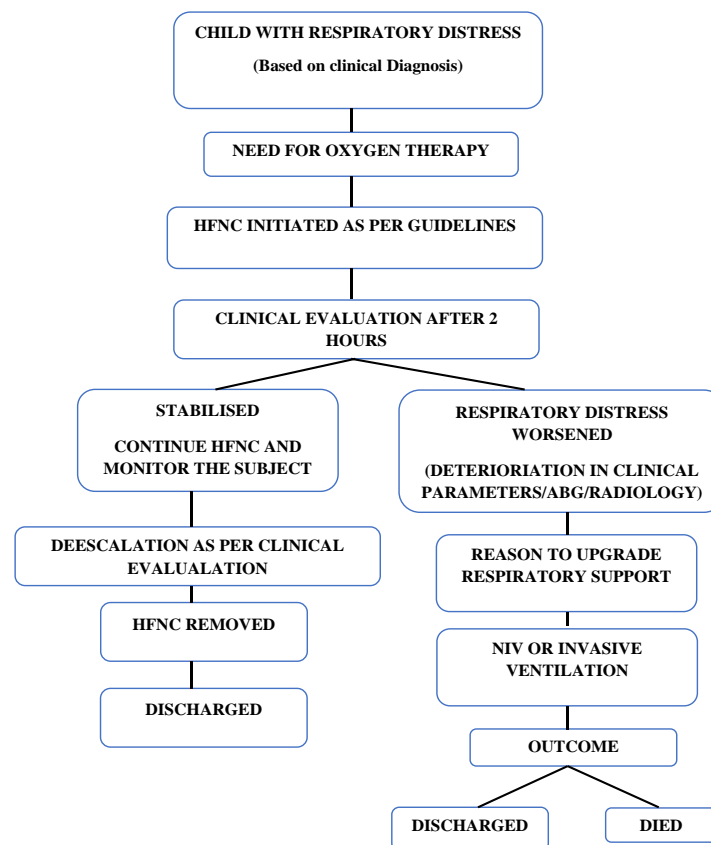 CHILD WITH RESPIRATORY DISTRESS
(Based on clinical Diagnosis)
NEED FOR OXYGEN THERAPY
HFNC INITIATED AS PER GUIDELINES
CLINICAL EVALUATION AFTER 2
HOURS
STABILISED
CONTINUE HFNC AND
MONITOR THE SUBJECT
DEESCALATION AS PER CLINICAL
EVALUALATION
HFNC REMOVED
DISCHARGED
RESPIRATORY DISTRESS
WORSENED
(DETERIORIATION IN CLINICAL
PARAMETERS/ABG/RADIOLOGY)
REASON TO UPGRADE
RESPIRATORY SUPPORT
NIV OR INVASIVE
VENTILATION
OUTCOME
DISCHARGED
DIED